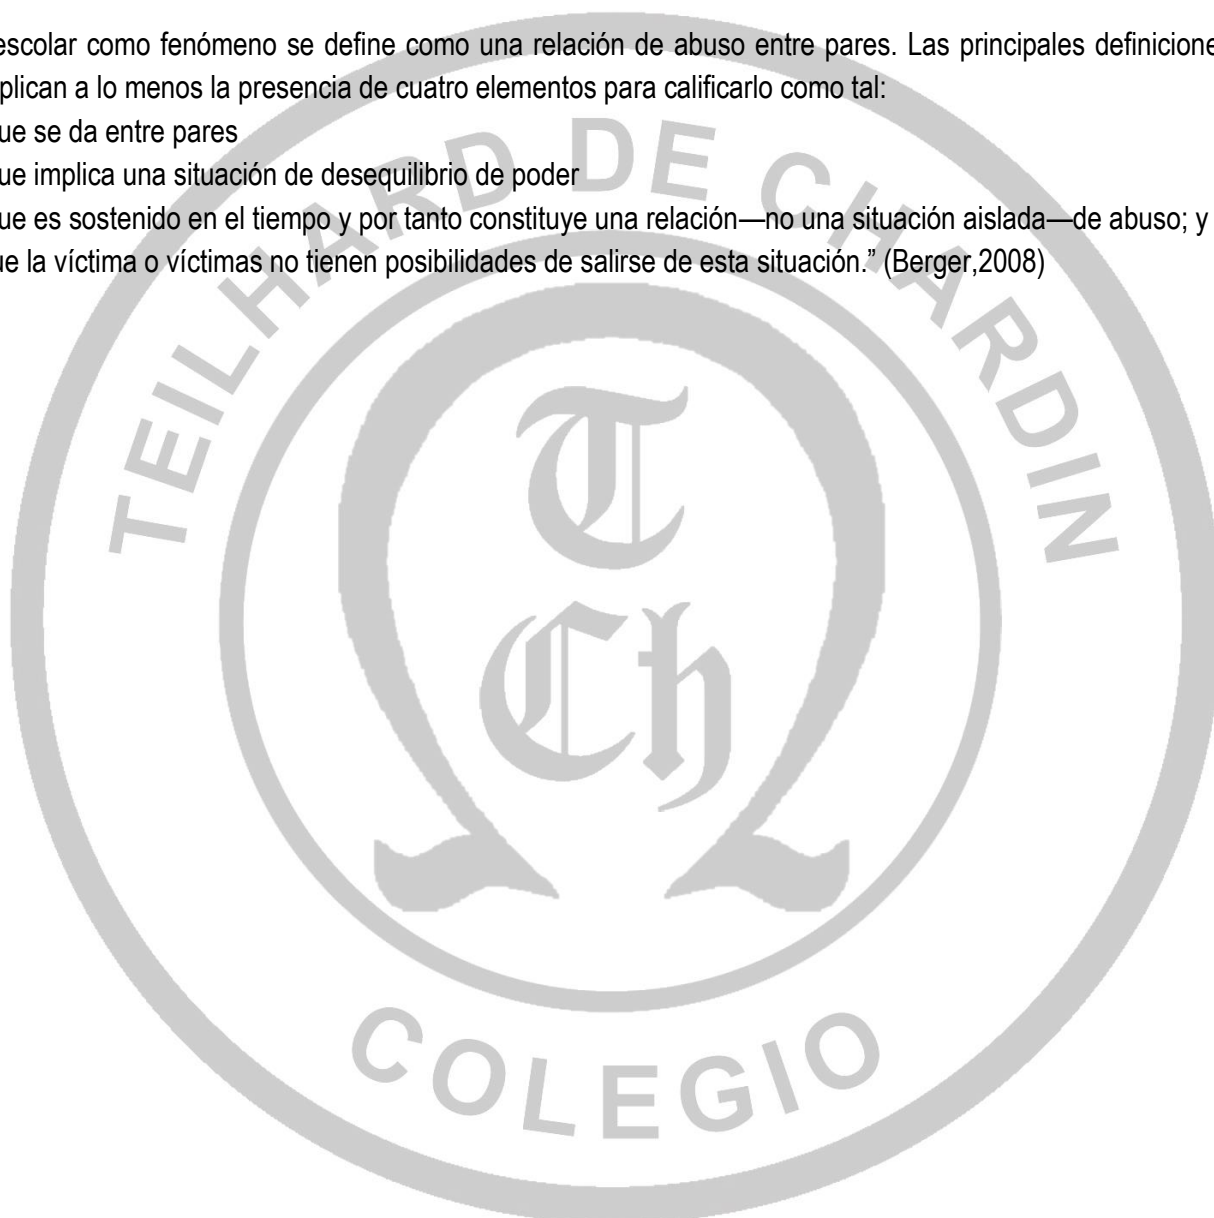 escolar como fenómeno se define como una relación de abuso entre pares. Las principales definicione
plican a lo menos la presencia de cuatro elementos para calificarlo como tal:
ue se da entre pares
ue implica una situación de desequilibrio de poder
ue es sostenido en el tiempo y por tanto constituye una relación—no una situación aislada—de abuso; y
ue la víctima o víctimas no tienen posibilidades de salirse de esta situación.” (Berger,2008)
TEILHARD DE CHARDIN
T
Ch
COLEGIO